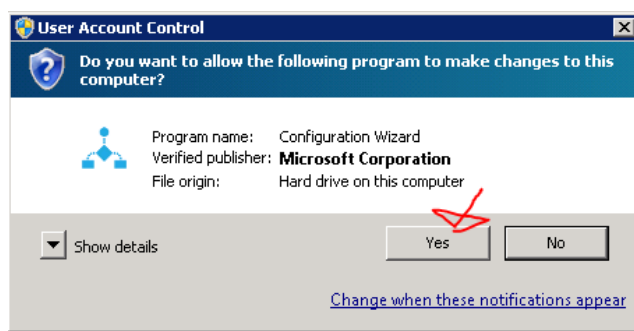 User Account Control
Do you want to allow the following program to make changes to this
computer?
Program name: Configuration Wizard
Verified publisher: Microsoft Corporation
File origin: Hard drive on this computer
Show details
Yes
No
Change when these notifications appear